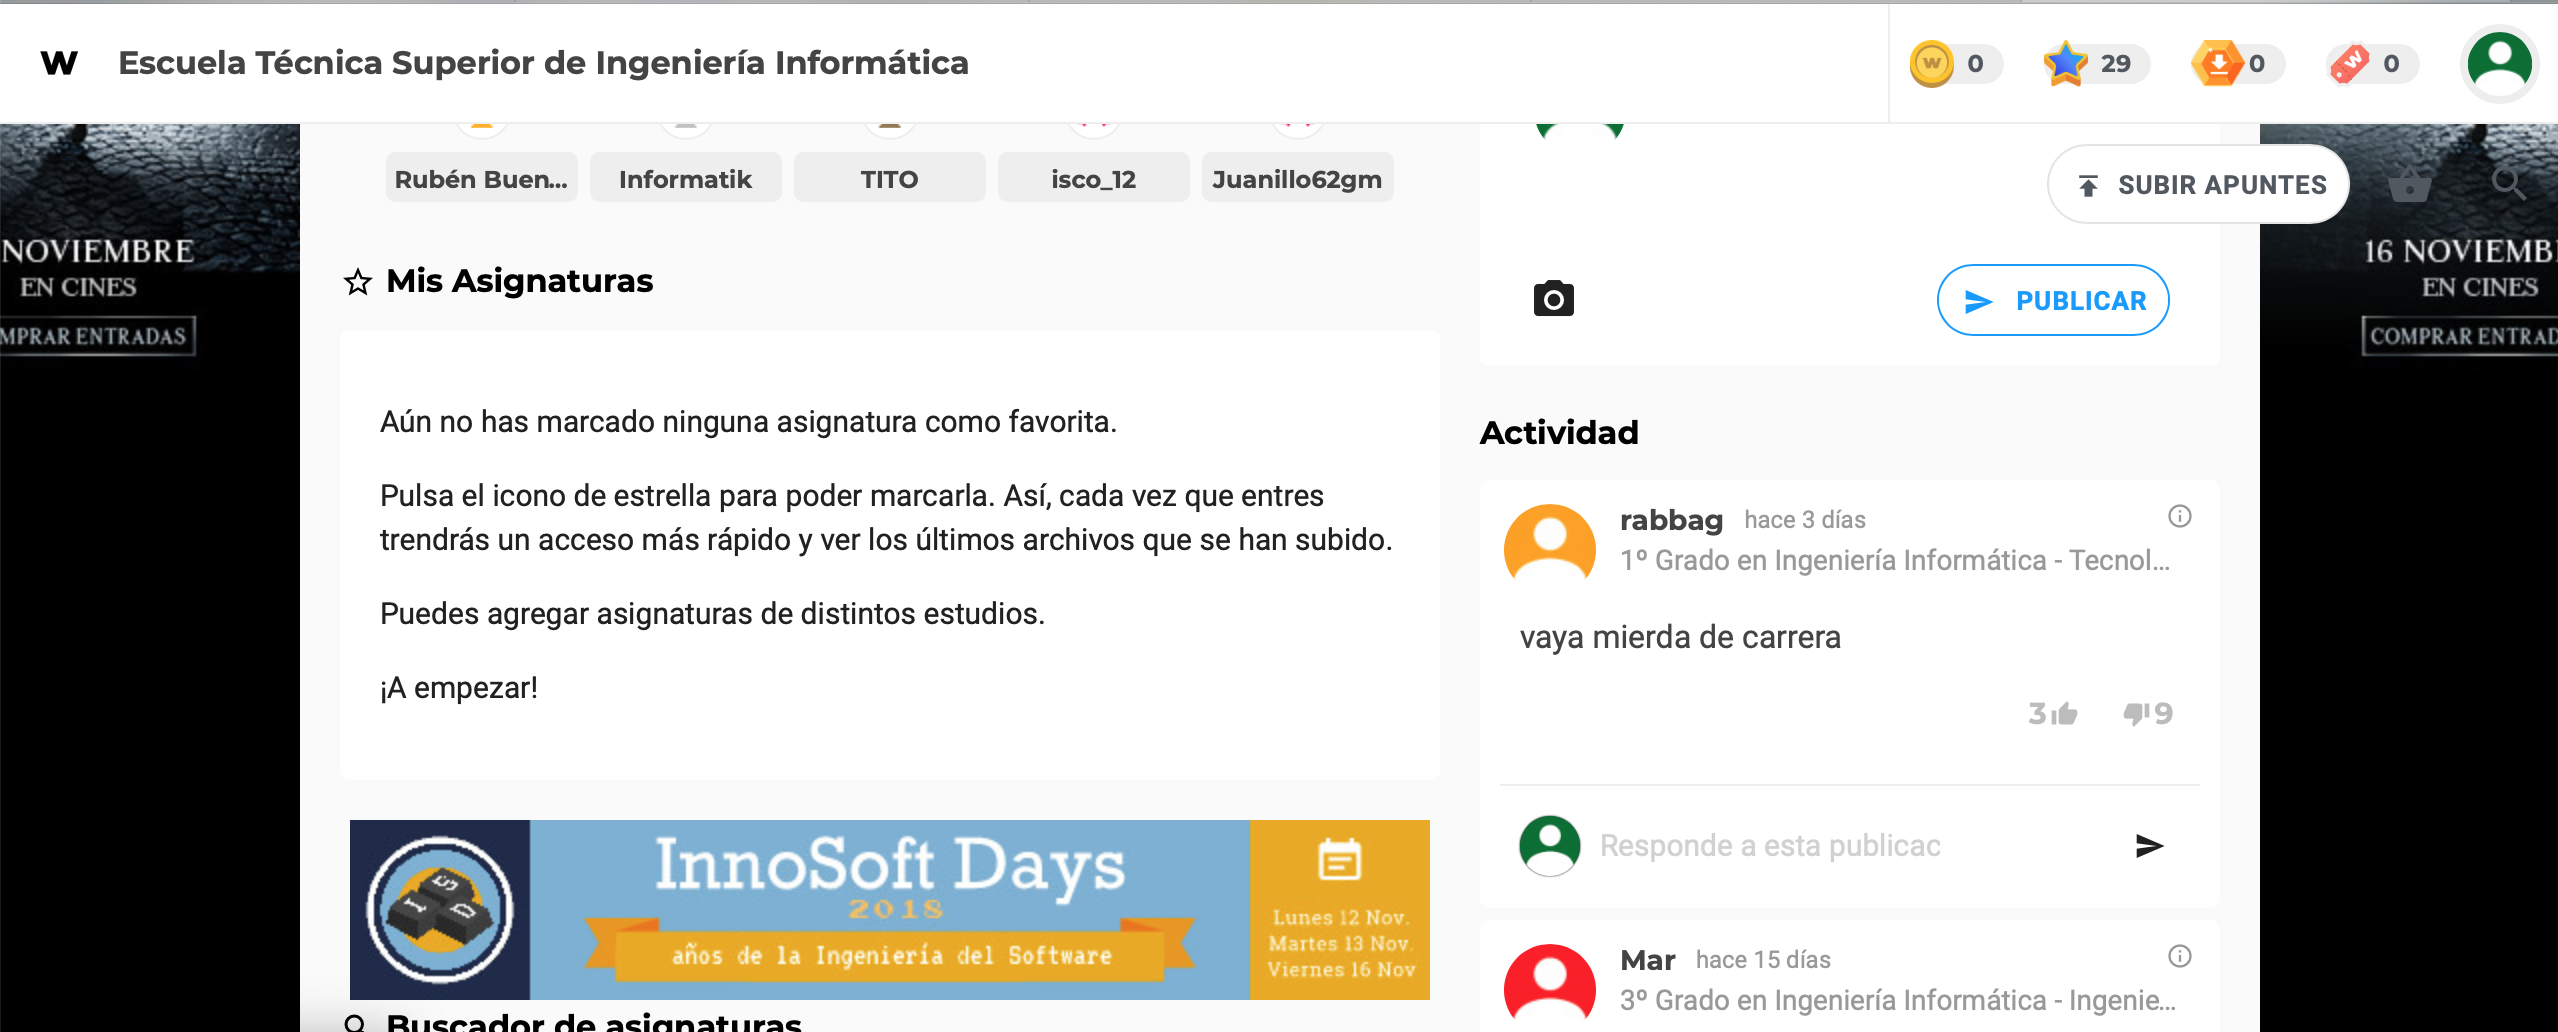 W Escuela Técnica Superior de Ingeniería Informática
W 0 29 0 W 0
Rubén Buen... Informatik TITO isco_12 Juanillo62gm
SUBIR APUNTES
NOVIEMBRE
EN CINES
MPRAR ENTRADAS
Mis Asignaturas
Aún no has marcado ninguna asignatura como favorita.
Pulsa el icono de estrella para poder marcarla. Así, cada vez que entres
trendrás un acceso más rápido y ver los últimos archivos que se han subido.
Puedes agregar asignaturas de distintos estudios.
¡A empezar!
InnoSoft Days
2018
años de la Ingeniería del Software
Lunes 12 Nov.
Martes 13 Nov.
Viernes 16 Nov
I S D
Buscador de asignaturas
PUBLICAR
Actividad
rabbag hace 3 días
1º Grado en Ingeniería Informática - Tecnol...
vaya mierda de carrera
3 9
Responde a esta publicac
Mar hace 15 días
3º Grado en Ingeniería Informática - Ingenie...
16 NOVIEMB
EN CINES
COMPRAR ENTRAD